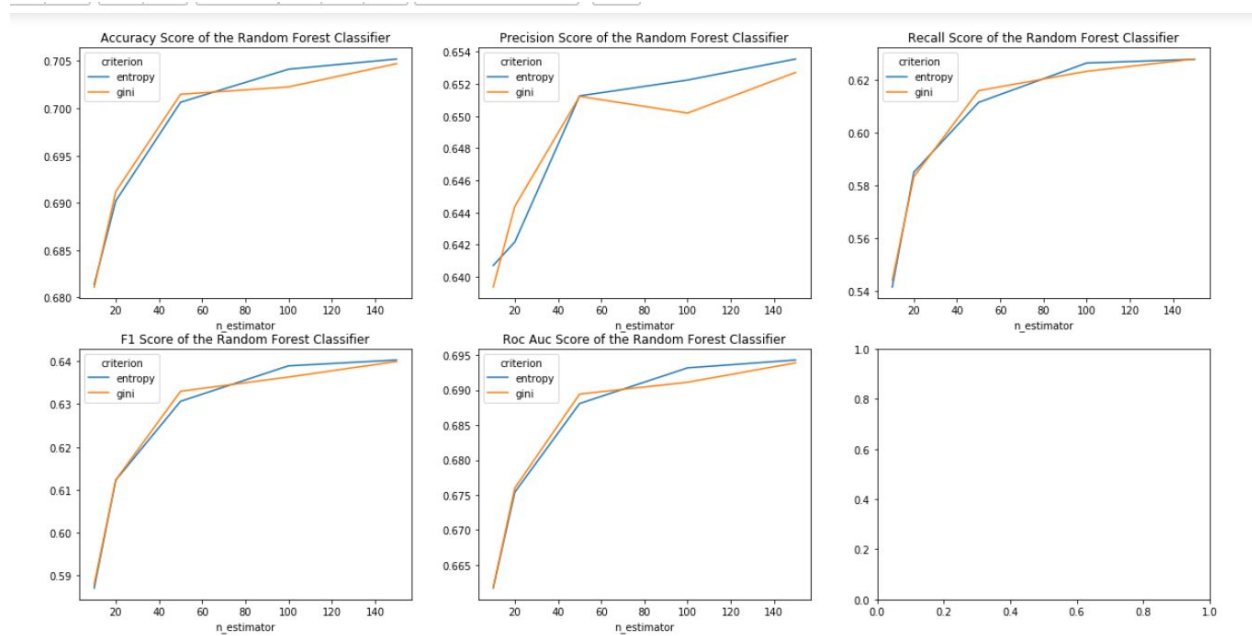 Accuracy Score of the Random Forest Classifier
criterion
entropy
gini
0.705
0.700
0.695
0.690
0.685
0.680
20 40 60 80 100 120 140
n_estimator
Precision Score of the Random Forest Classifier
criterion
entropy
gini
0.654
0.652
0.650
0.648
0.646
0.644
0.642
0.640
20 40 60 80 100 120 140
n_estimator
Recall Score of the Random Forest Classifier
criterion
entropy
gini
0.62
0.60
0.58
0.56
0.54
20 40 60 80 100 120 140
n_estimator
F1 Score of the Random Forest Classifier
criterion
entropy
gini
0.64
0.63
0.62
0.61
0.60
0.59
20 40 60 80 100 120 140
n_estimator
Roc Auc Score of the Random Forest Classifier
criterion
entropy
gini
0.695
0.690
0.685
0.680
0.675
0.670
0.665
20 40 60 80 100 120 140
n_estimator
1.0
0.8
0.6
0.4
0.2
0.0
0.0 0.2 0.4 0.6 0.8 1.0